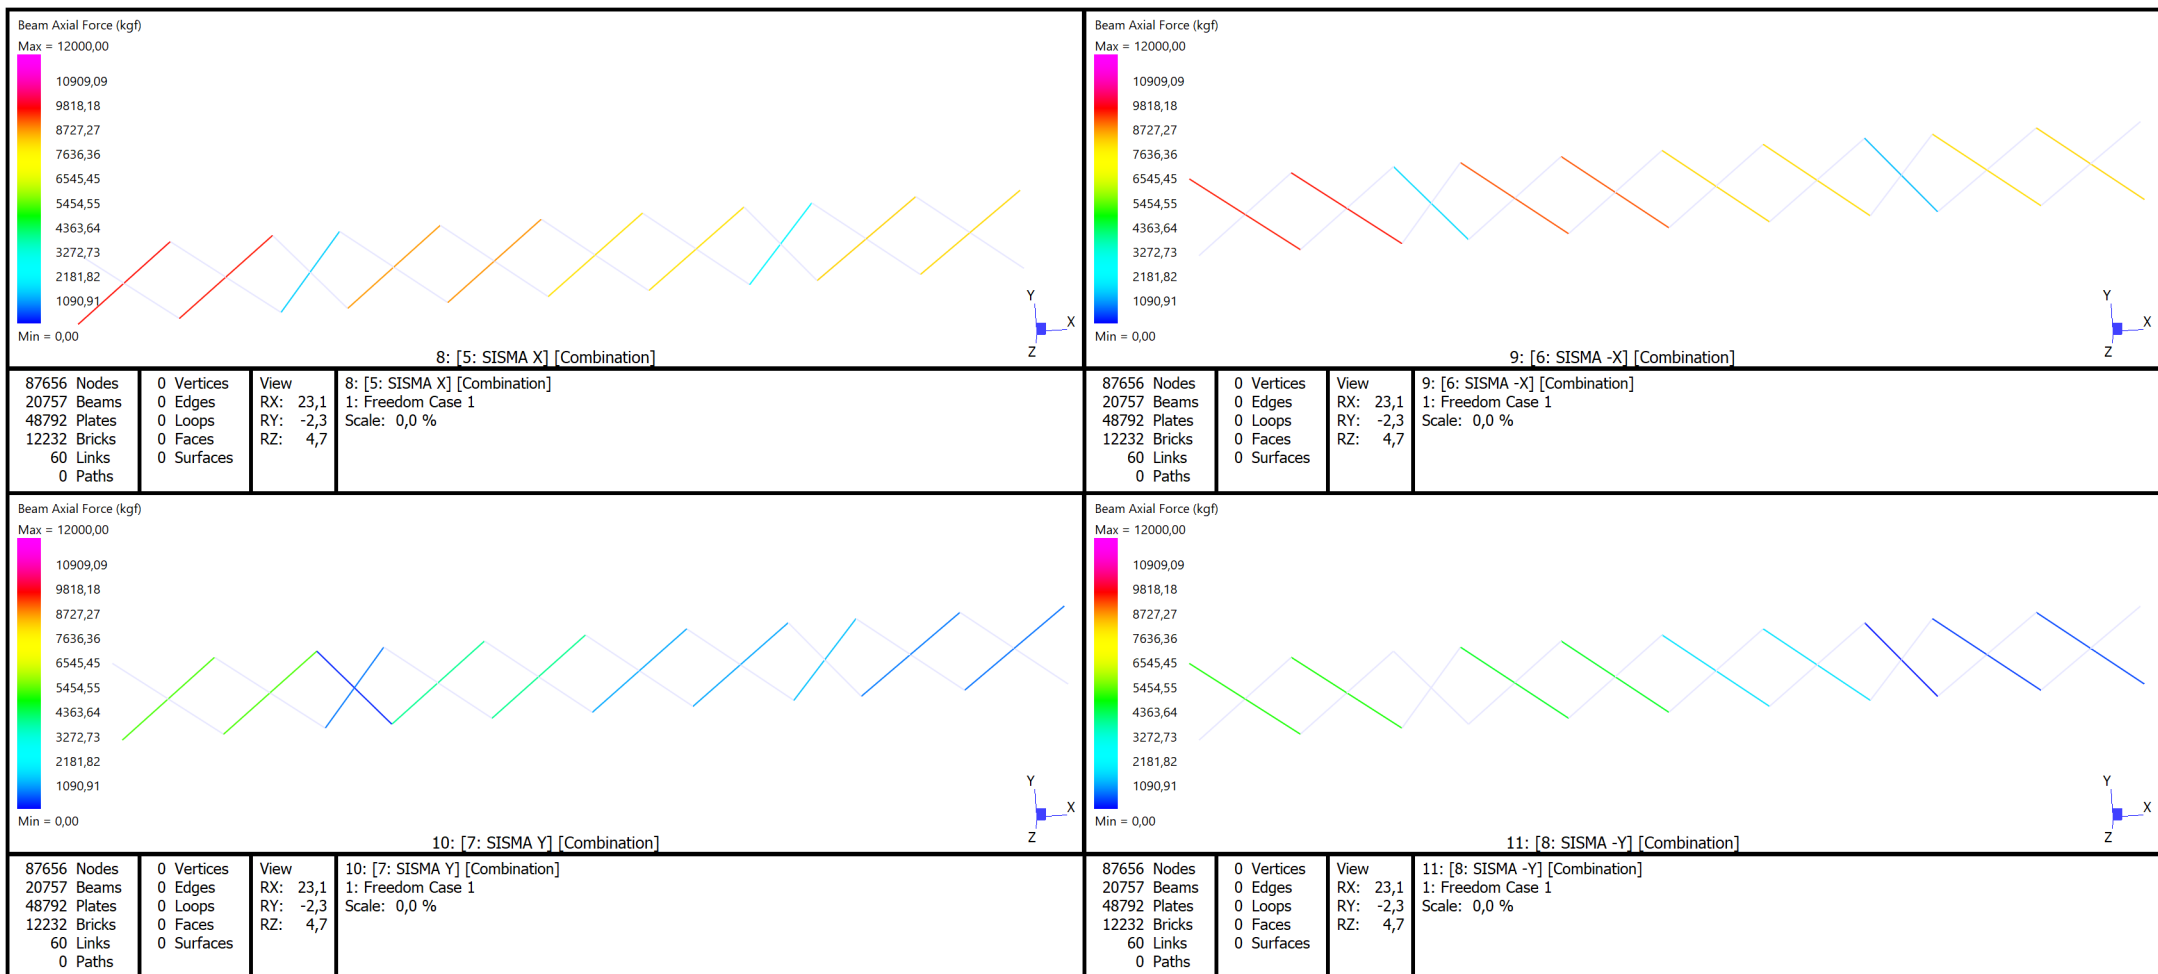 Beam Axial Force (kgf)
Max = 12000,00
10909,09
9818,18
8727,27
7636,36
6545,45
5454,55
4363,64
3272,73
2181,82
1090,91
Min = 0,00
Y
X
Z
8: [5: SISMA X] [Combination]
87656 Nodes
20757 Beams
48792 Plates
12232 Bricks
60 Links
0 Paths
0 Vertices
0 Edges
0 Loops
0 Faces
0 Surfaces
View
RX: 23,1
RY: -2,3
RZ: 4,7
8: [5: SISMA X] [Combination]
1: Freedom Case 1
Scale: 0,0 %
Beam Axial Force (kgf)
Max = 12000,00
10909,09
9818,18
8727,27
7636,36
6545,45
5454,55
4363,64
3272,73
2181,82
1090,91
Min = 0,00
Y
X
Z
9: [6: SISMA -X] [Combination]
87656 Nodes
20757 Beams
48792 Plates
12232 Bricks
60 Links
0 Paths
0 Vertices
0 Edges
0 Loops
0 Faces
0 Surfaces
View
RX: 23,1
RY: -2,3
RZ: 4,7
9: [6: SISMA -X] [Combination]
1: Freedom Case 1
Scale: 0,0 %
Beam Axial Force (kgf)
Max = 12000,00
10909,09
9818,18
8727,27
7636,36
6545,45
5454,55
4363,64
3272,73
2181,82
1090,91
Min = 0,00
Y
X
Z
10: [7: SISMA Y] [Combination]
87656 Nodes
20757 Beams
48792 Plates
12232 Bricks
60 Links
0 Paths
0 Vertices
0 Edges
0 Loops
0 Faces
0 Surfaces
View
RX: 23,1
RY: -2,3
RZ: 4,7
10: [7: SISMA Y] [Combination]
1: Freedom Case 1
Scale: 0,0 %
Beam Axial Force (kgf)
Max = 12000,00
10909,09
9818,18
8727,27
7636,36
6545,45
5454,55
4363,64
3272,73
2181,82
1090,91
Min = 0,00
Y
X
Z
11: [8: SISMA -Y] [Combination]
87656 Nodes
20757 Beams
48792 Plates
12232 Bricks
60 Links
0 Paths
0 Vertices
0 Edges
0 Loops
0 Faces
0 Surfaces
View
RX: 23,1
RY: -2,3
RZ: 4,7
11: [8: SISMA -Y] [Combination]
1: Freedom Case 1
Scale: 0,0 %